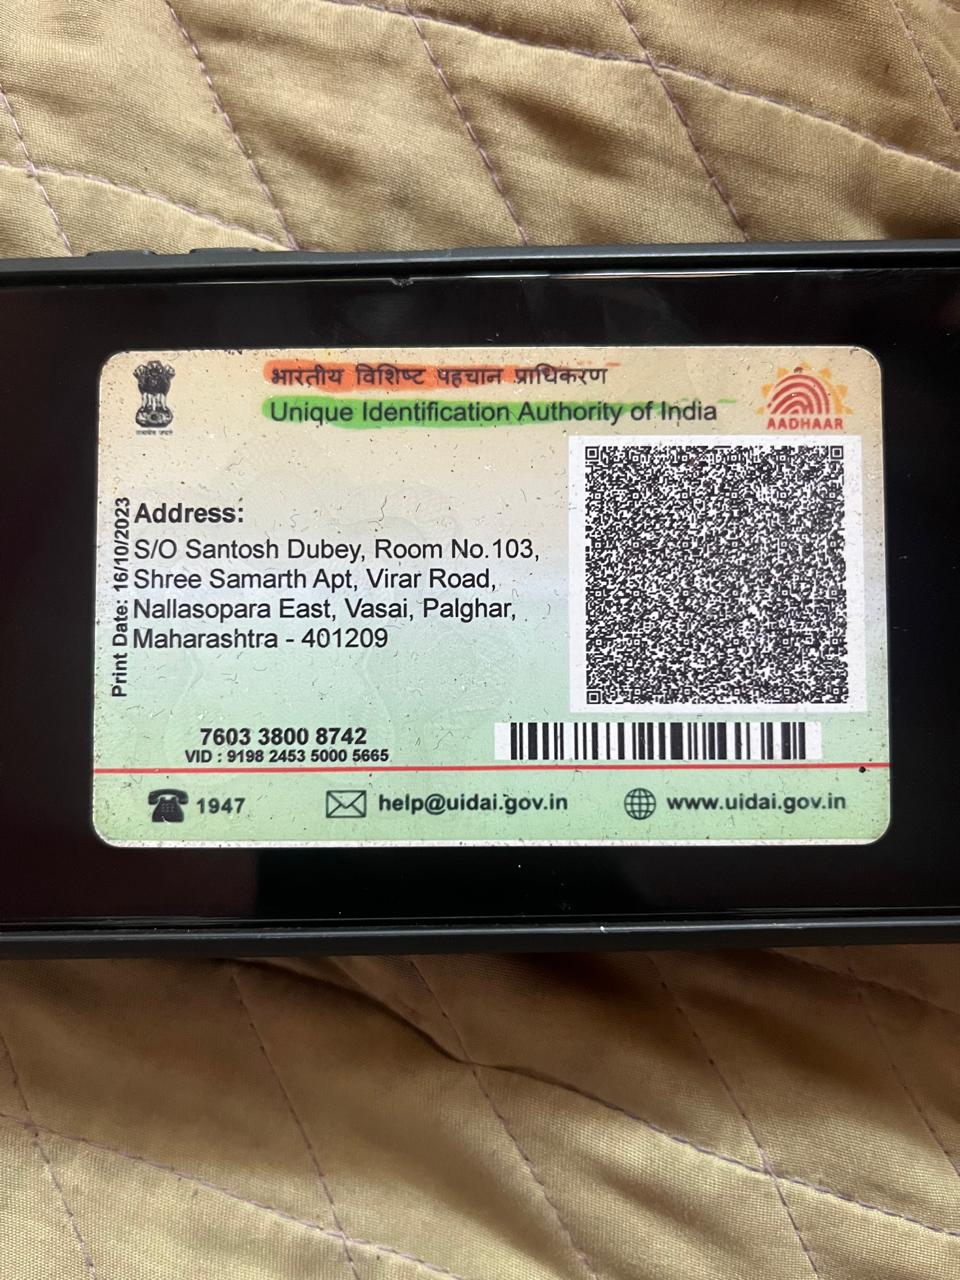 भारतीय विशिष्ट पहचान प्राधिकरण
Unique Identification Authority of India
AADHAAR
Print Date: 16/10/2023
Address:
S/O Santosh Dubey, Room No.103,
Shree Samarth Apt, Virar Road,
Nallasopara East, Vasai, Palghar,
Maharashtra - 401209
7603 3800 8742
VID : 9198 2453 5000 5665
1947
help@uidai.gov.in
www.uidai.gov.in